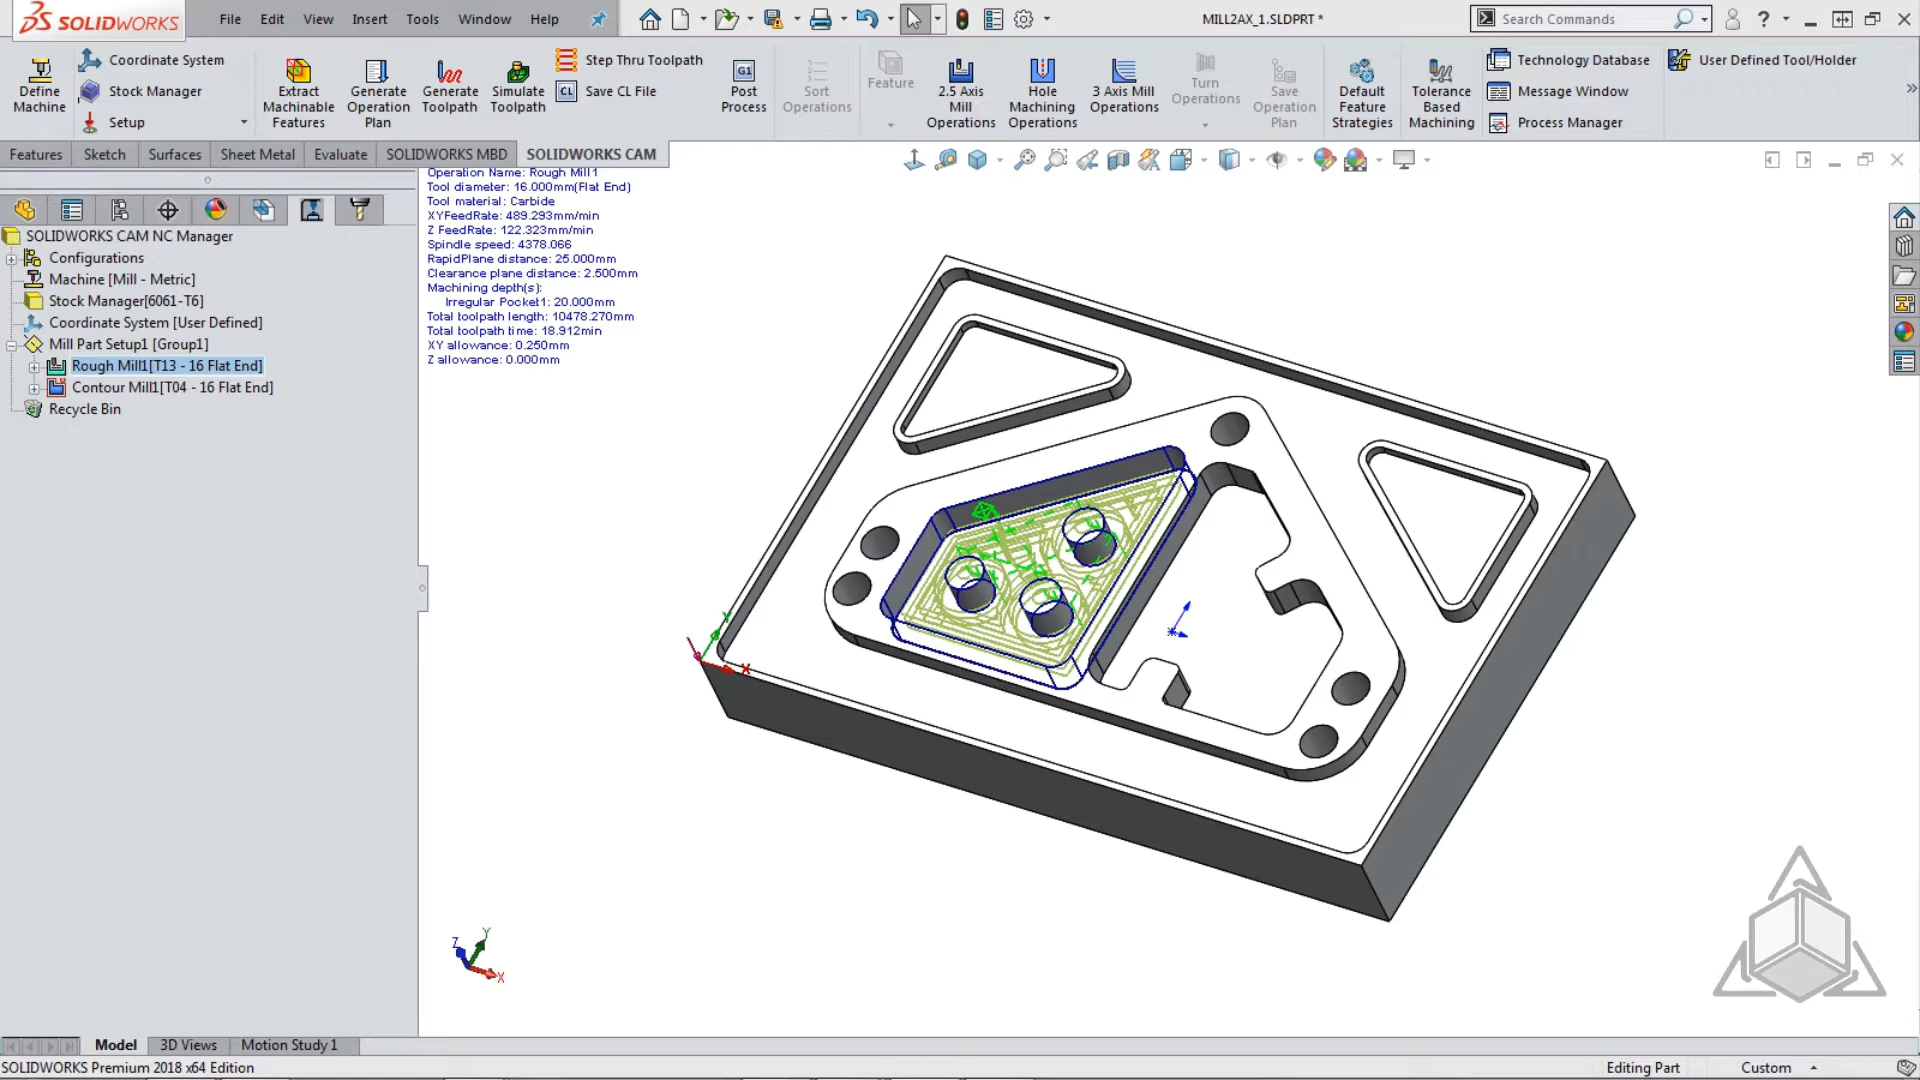 SOLIDWORKS
File Edit View Insert Tools Window Help
MILL2AX_1.SLDPRT *
Search Commands
?
Define Machine
Coordinate System
Stock Manager
Setup
Extract Machinable Features
Generate Operation Plan
Generate Toolpath
Simulate Toolpath
Step Thru Toolpath
CL Save CL File
G1 Post Process
Sort Operations
Feature
2.5 Axis Mill Operations
Hole Machining Operations
3 Axis Mill Operations
Turn Operations
Save Operation Plan
Default Feature Strategies
Tolerance Based Machining
Technology Database
Message Window
Process Manager
User Defined Tool/Holder
Features Sketch Surfaces Sheet Metal Evaluate SOLIDWORKS MBD SOLIDWORKS CAM
SOLIDWORKS CAM NC Manager
Configurations
Machine [Mill - Metric]
Stock Manager[6061-T6]
Coordinate System [User Defined]
Mill Part Setup1 [Group1]
Rough Mill1[T13 - 16 Flat End]
Contour Mill1[T04 - 16 Flat End]
Recycle Bin
Operation Name: Rough Mill1
Tool diameter: 16.000mm(Flat End)
Tool material: Carbide
XYFeedRate: 489.293mm/min
Z FeedRate: 122.323mm/min
Spindle speed: 4378.066
RapidPlane distance: 25.000mm
Clearance plane distance: 2.500mm
Machining depth(s):
Irregular Pocket1: 20.000mm
Total toolpath length: 10478.270mm
Total toolpath time: 18.912min
XY allowance: 0.250mm
Z allowance: 0.000mm
Y
X
Z
Y
X
Model 3D Views Motion Study 1
SOLIDWORKS Premium 2018 x64 Edition
Editing Part
Custom